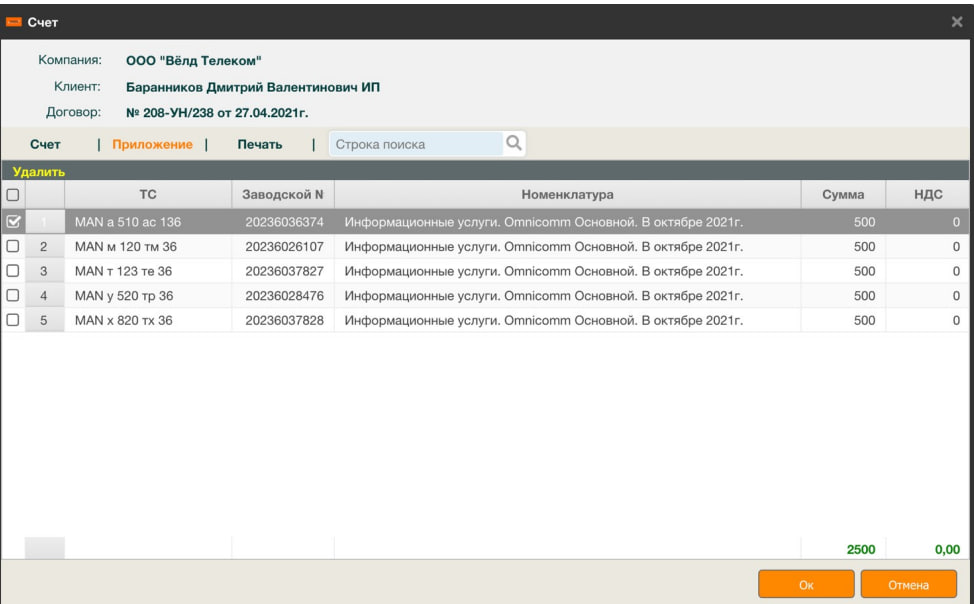 Счет
Компания: ООО "Вёлд Телеком"
Клиент: Баранников Дмитрий Валентинович ИП
Договор: № 208-УН/238 от 27.04.2021г.
Счет | Приложение | Печать | Строка поиска
Удалить
ТС Заводской N Номенклатура Сумма НДС
1 MAN а 510 ас 136 20236036374 Информационные услуги. Omnicomm Основной. В октябре 2021г. 500 0
2 MAN м 120 тм 36 20236026107 Информационные услуги. Omnicomm Основной. В октябре 2021г. 500 0
3 MAN т 123 те 36 20236037827 Информационные услуги. Omnicomm Основной. В октябре 2021г. 500 0
4 MAN у 520 тр 36 20236028476 Информационные услуги. Omnicomm Основной. В октябре 2021г. 500 0
5 MAN х 820 тх 36 20236037828 Информационные услуги. Omnicomm Основной. В октябре 2021г. 500 0
2500 0,00
Ок Отмена